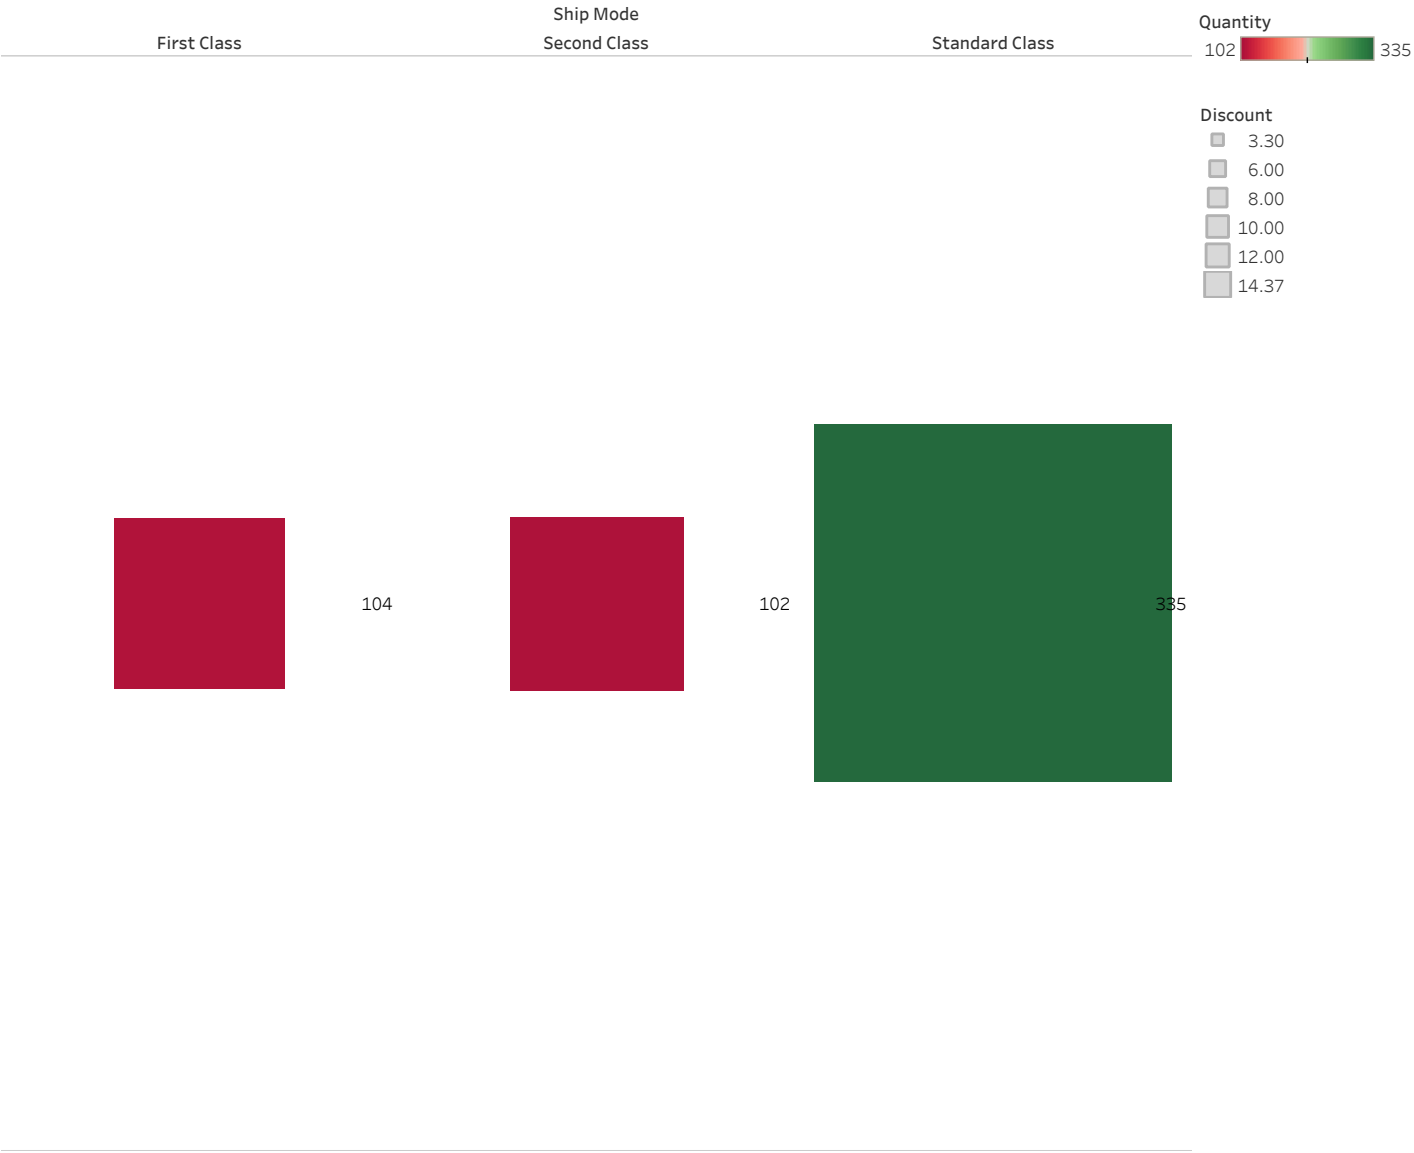 Ship Mode
First Class Second Class Standard Class
104 102 335
Quantity
102 335
Discount
3.30
6.00
8.00
10.00
12.00
14.37